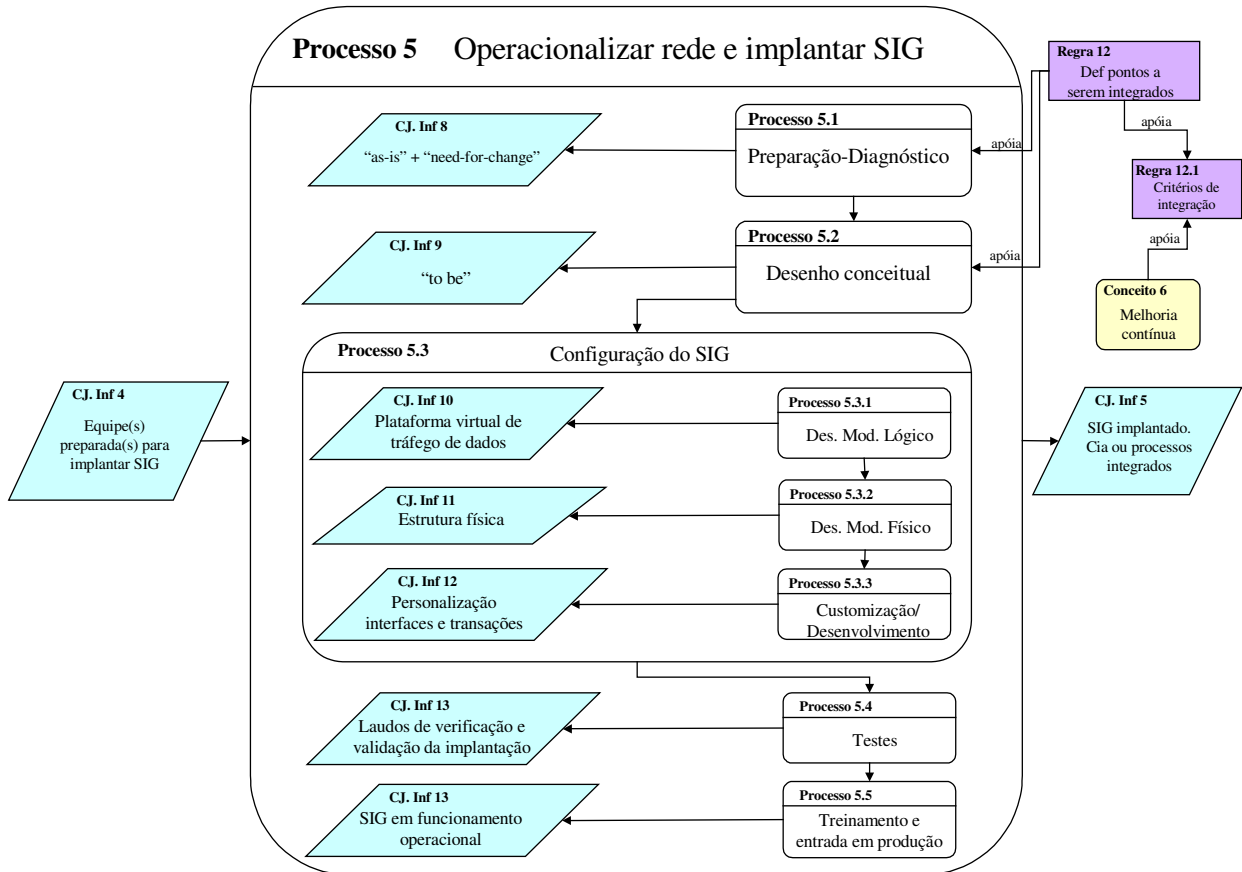 Processo 5 Operacionalizar rede e implantar SIG
Regra 12
Def pontos a
serem integrados
apóia
Regra 12.1
Critérios de
integração
apóia
Conceito 6
Melhoria
contínua
CJ. Inf 8
“as-is” + “need-for-change”
Processo 5.1
Preparação-Diagnóstico
apóia
CJ. Inf 9
“to be”
Processo 5.2
Desenho conceitual
apóia
Processo 5.3 Configuração do SIG
CJ. Inf 4
Equipe(s)
preparada(s) para
implantar SIG
CJ. Inf 10
Plataforma virtual de
tráfego de dados
Processo 5.3.1
Des. Mod. Lógico
CJ. Inf 11
Estrutura física
Processo 5.3.2
Des. Mod. Físico
CJ. Inf 12
Personalização
interfaces e transações
Processo 5.3.3
Customização/
Desenvolvimento
CJ. Inf 5
SIG implantado.
Cia ou processos
integrados
CJ. Inf 13
Laudos de verificação e
validação da implantação
Processo 5.4
Testes
CJ. Inf 13
SIG em funcionamento
operacional
Processo 5.5
Treinamento e
entrada em produção